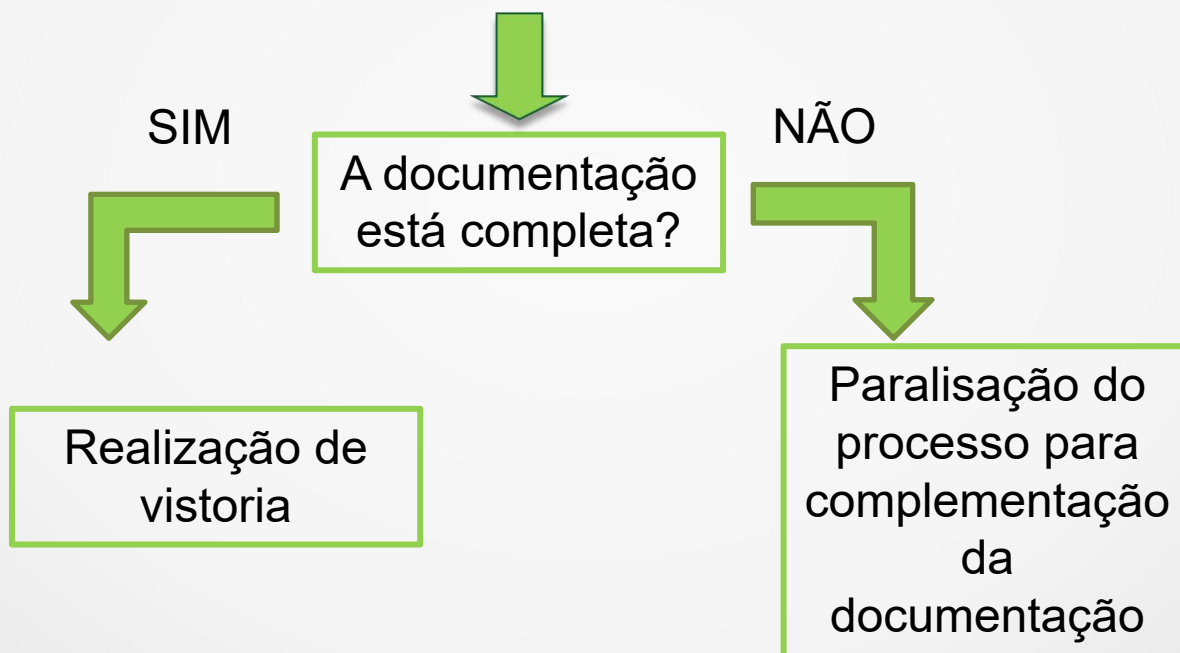 SIM
NÃO
A documentação
está completa?
Realização de
vistoria
Paralisação do
processo para
complementação
da
documentação